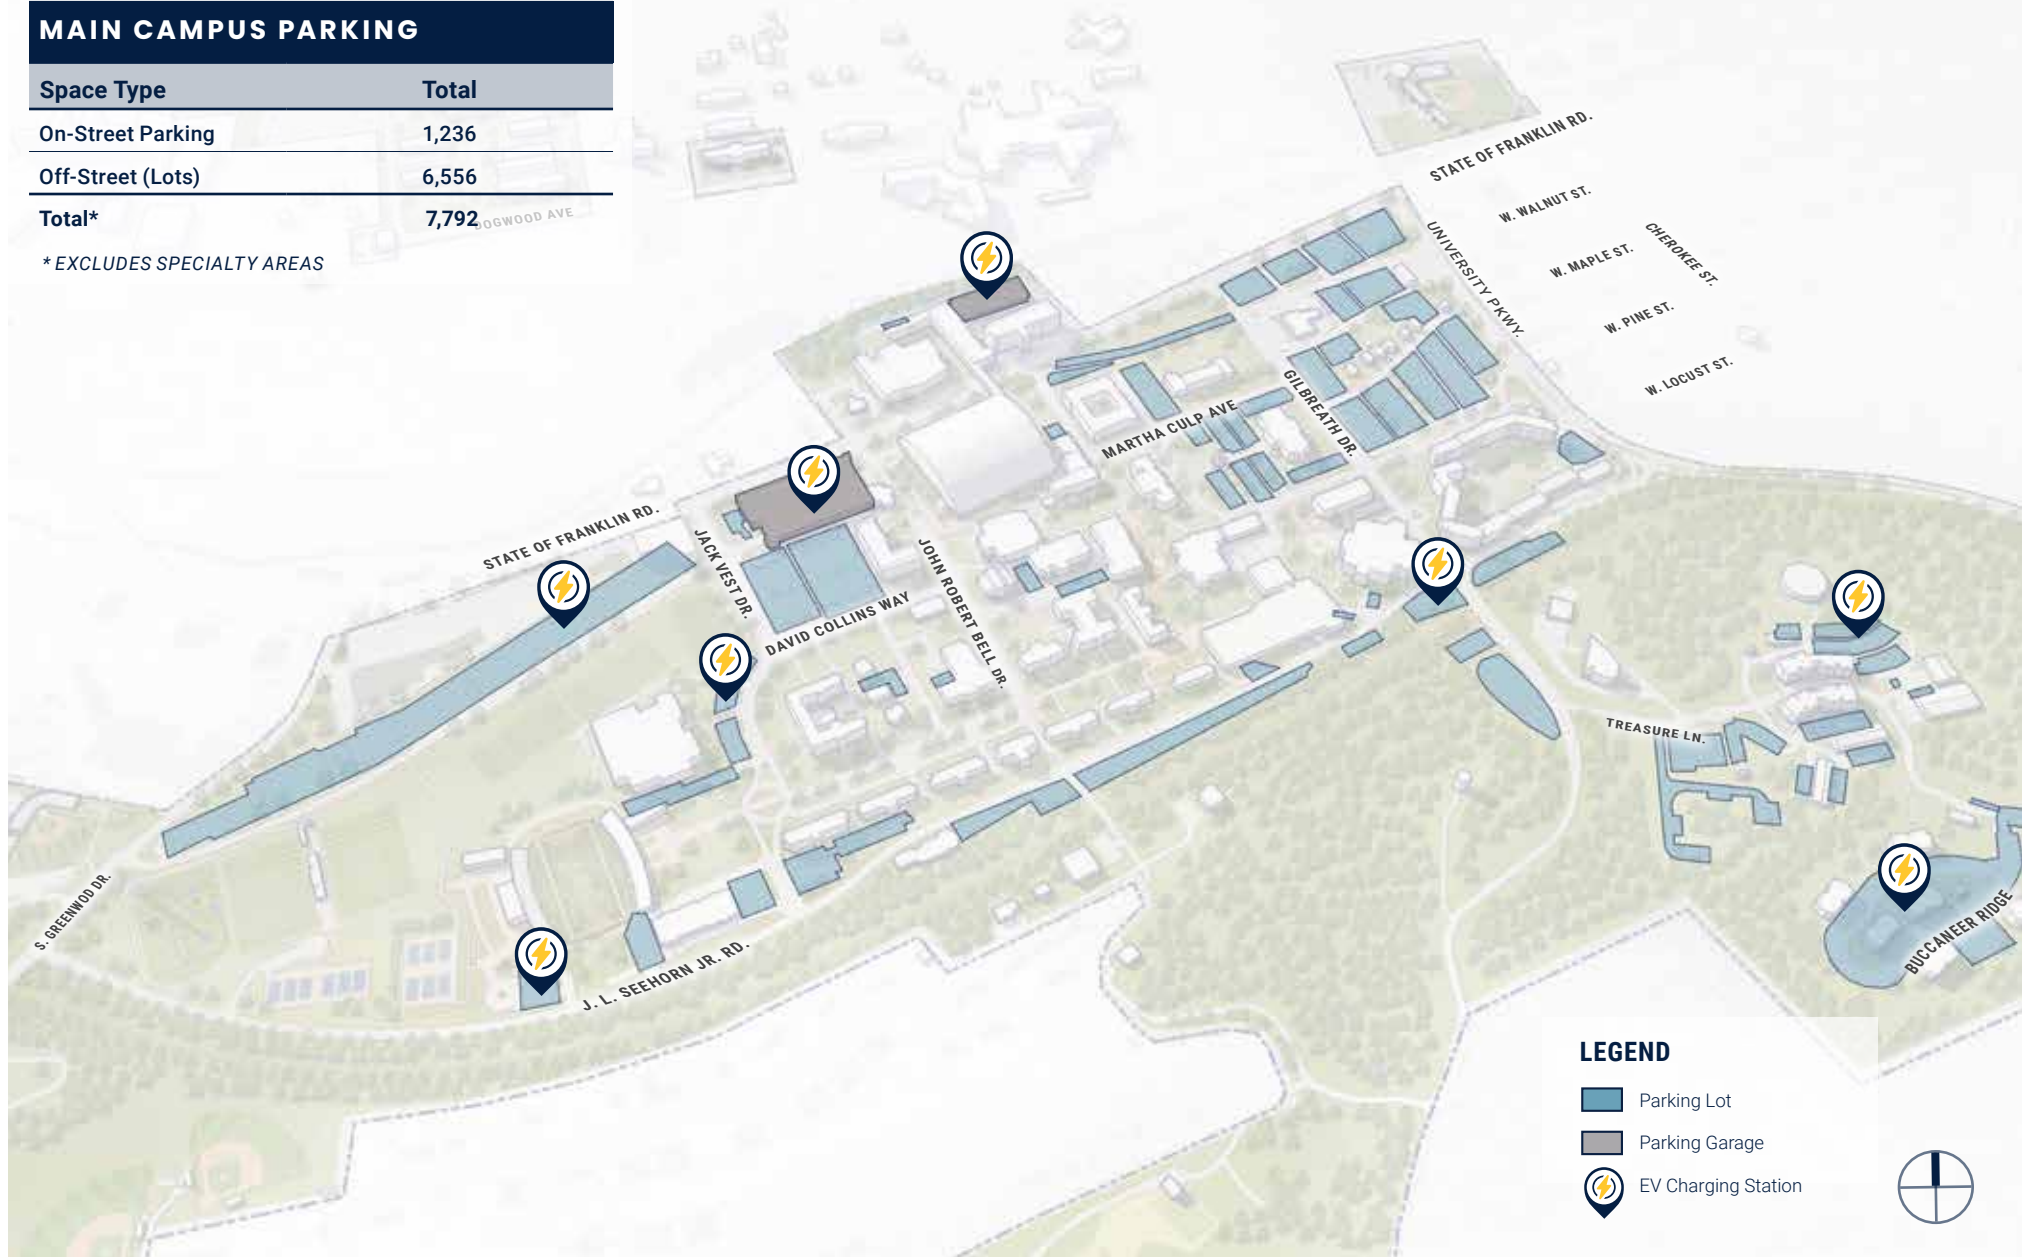 MAIN CAMPUS PARKING
Space Type Total
On-Street Parking 1,236
Off-Street (Lots) 6,556
Total* 7,792
* EXCLUDES SPECIALTY AREAS
DOGWOOD AVE
STATE OF FRANKLIN RD.
W. WALNUT ST.
UNIVERSITY PKWY.
CHEROKEE ST.
W. MAPLE ST.
W. PINE ST.
W. LOCUST ST.
GILBREATH DR.
MARTHA CULP AVE
STATE OF FRANKLIN RD.
JACK VEST DR.
JOHN ROBERT BELL DR.
DAVID COLLINS WAY
TREASURE LN.
S. GREENWOD DR.
J. L. SEEHORN JR. RD.
BUCCANEER RIDGE
LEGEND
Parking Lot
Parking Garage
EV Charging Station